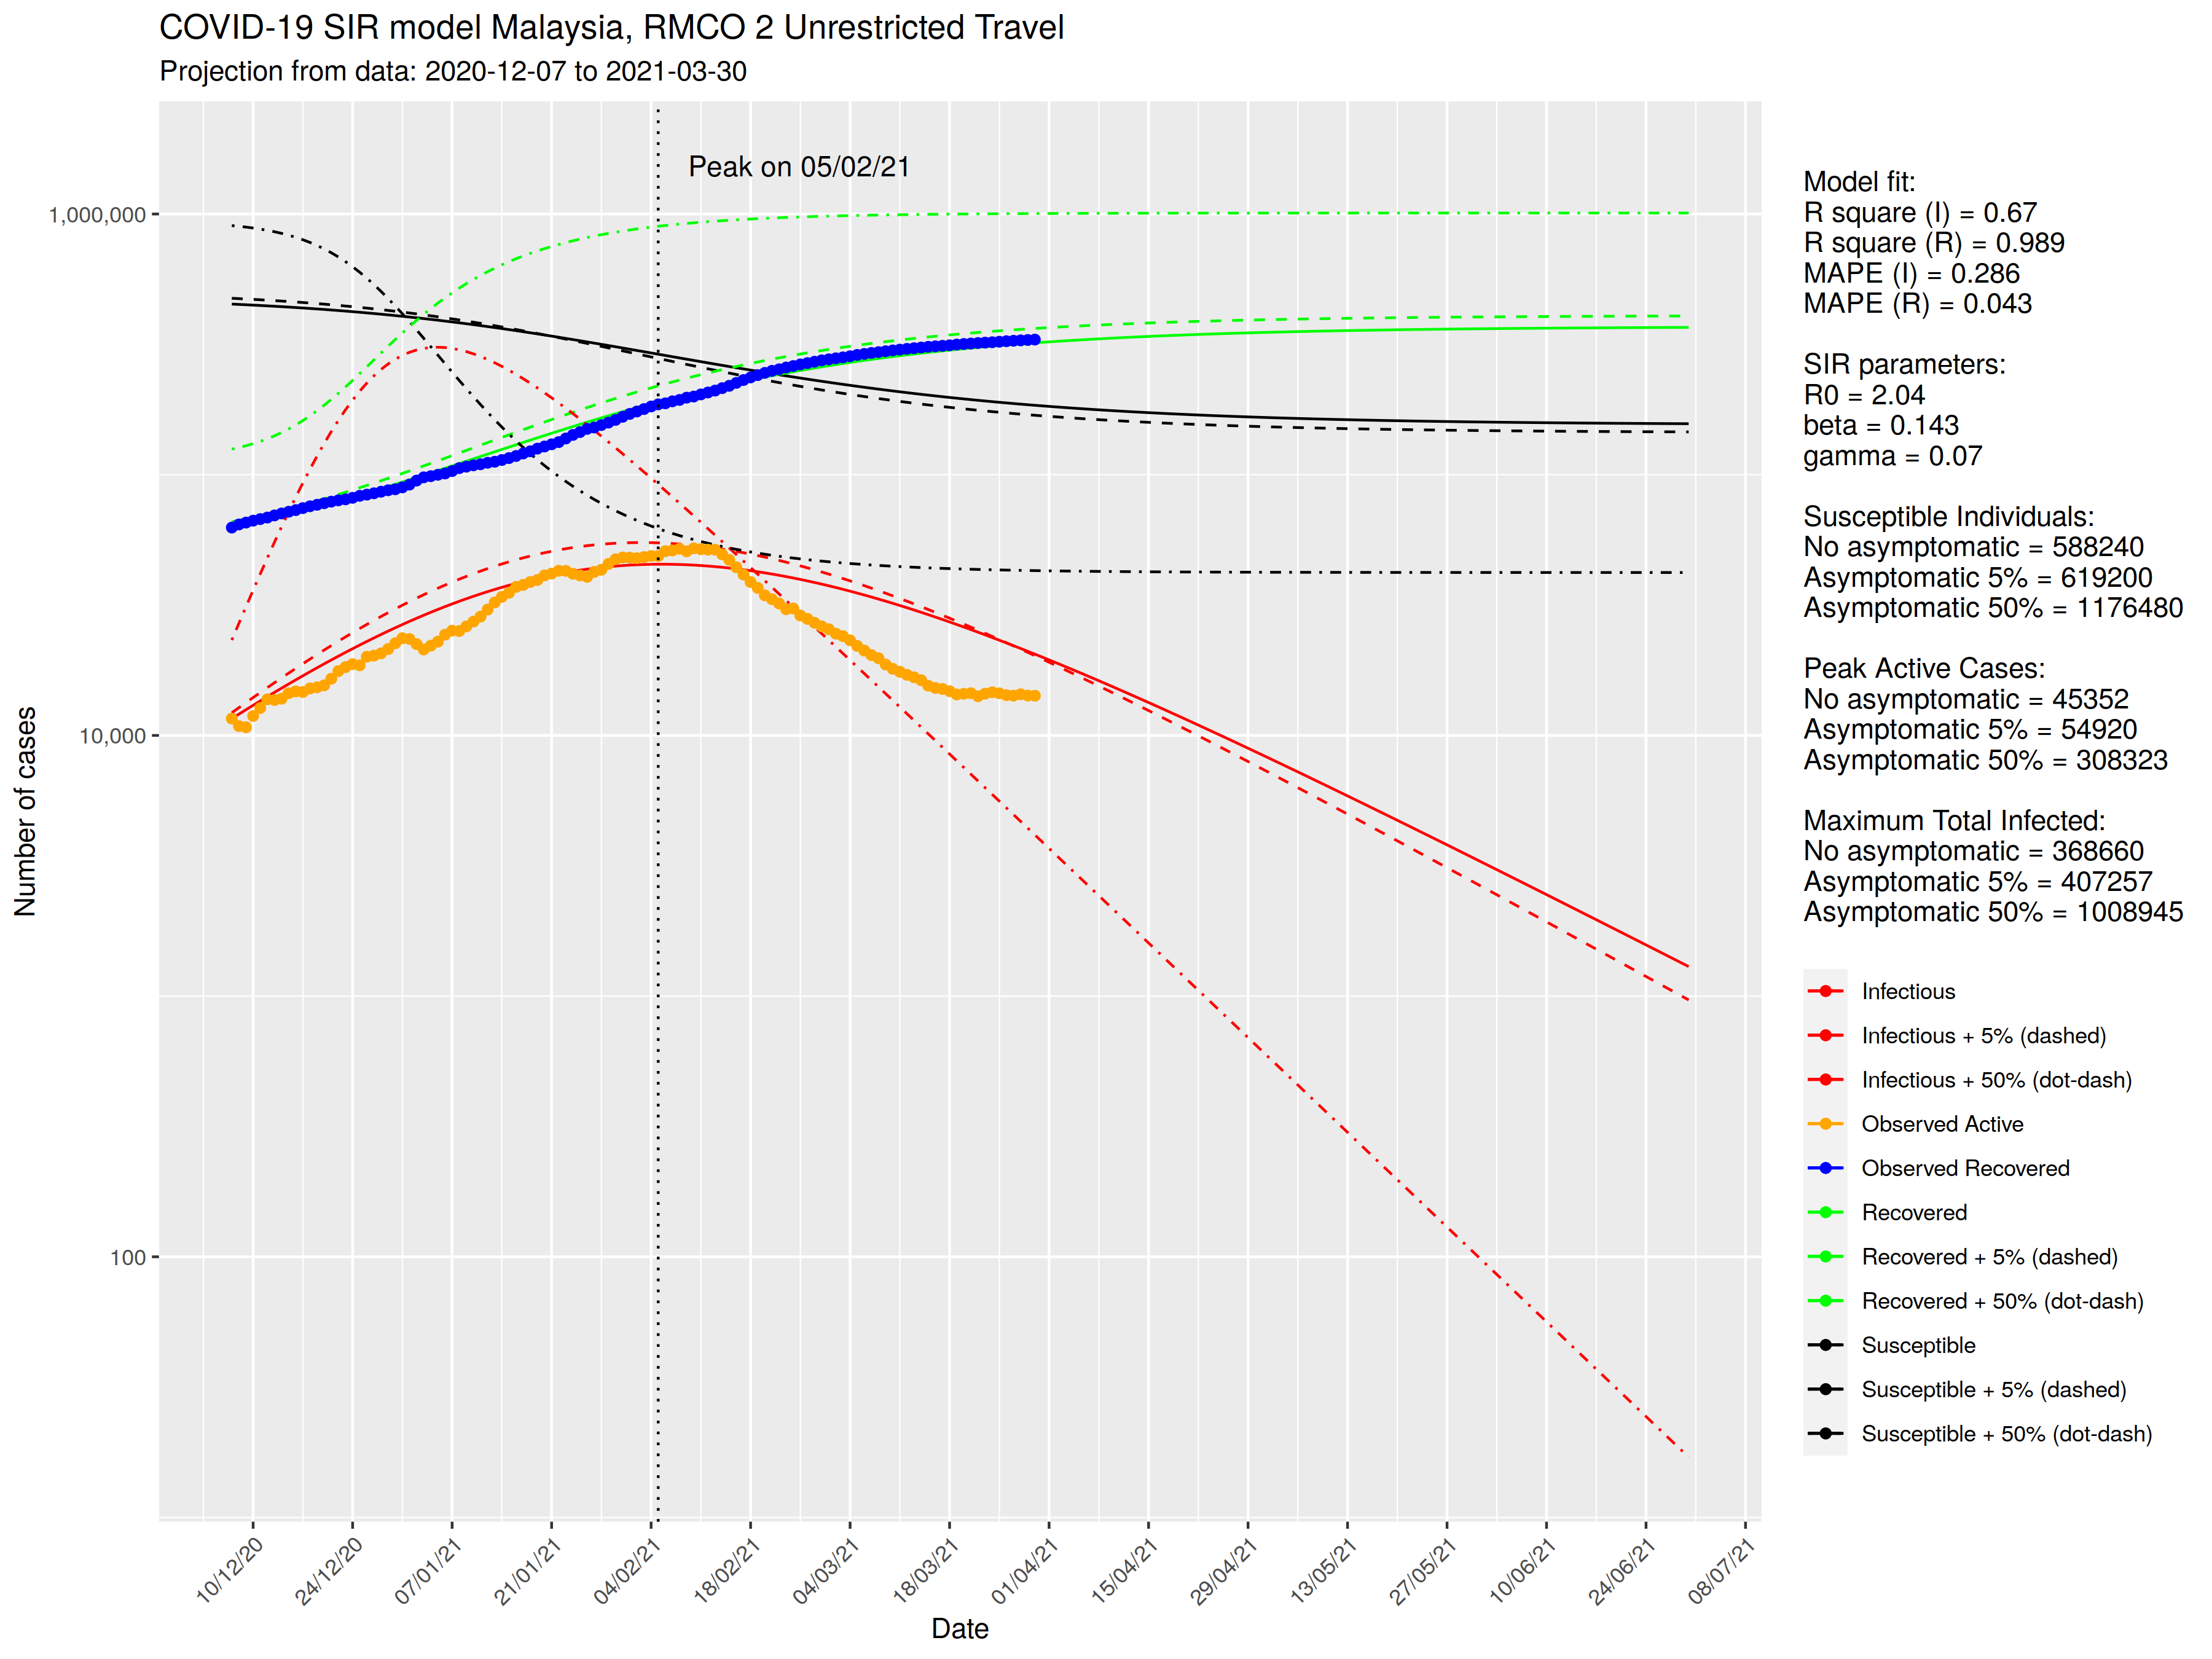 COVID-19 SIR model Malaysia, RMCO 2 Unrestricted Travel
Projection from data: 2020-12-07 to 2021-03-30
Peak on 05/02/21
1,000,000
10,000
100
Number of cases
10/12/20
24/12/20
07/01/21
21/01/21
04/02/21
18/02/21
04/03/21
18/03/21
01/04/21
15/04/21
29/04/21
13/05/21
27/05/21
10/06/21
24/06/21
08/07/21
Date
Model fit:
R square (I) = 0.67
R square (R) = 0.989
MAPE (I) = 0.286
MAPE (R) = 0.043
SIR parameters:
R0 = 2.04
beta = 0.143
gamma = 0.07
Susceptible Individuals:
No asymptomatic = 588240
Asymptomatic 5% = 619200
Asymptomatic 50% = 1176480
Peak Active Cases:
No asymptomatic = 45352
Asymptomatic 5% = 54920
Asymptomatic 50% = 308323
Maximum Total Infected:
No asymptomatic = 368660
Asymptomatic 5% = 407257
Asymptomatic 50% = 1008945
Infectious
Infectious + 5% (dashed)
Infectious + 50% (dot-dash)
Observed Active
Observed Recovered
Recovered
Recovered + 5% (dashed)
Recovered + 50% (dot-dash)
Susceptible
Susceptible + 5% (dashed)
Susceptible + 50% (dot-dash)